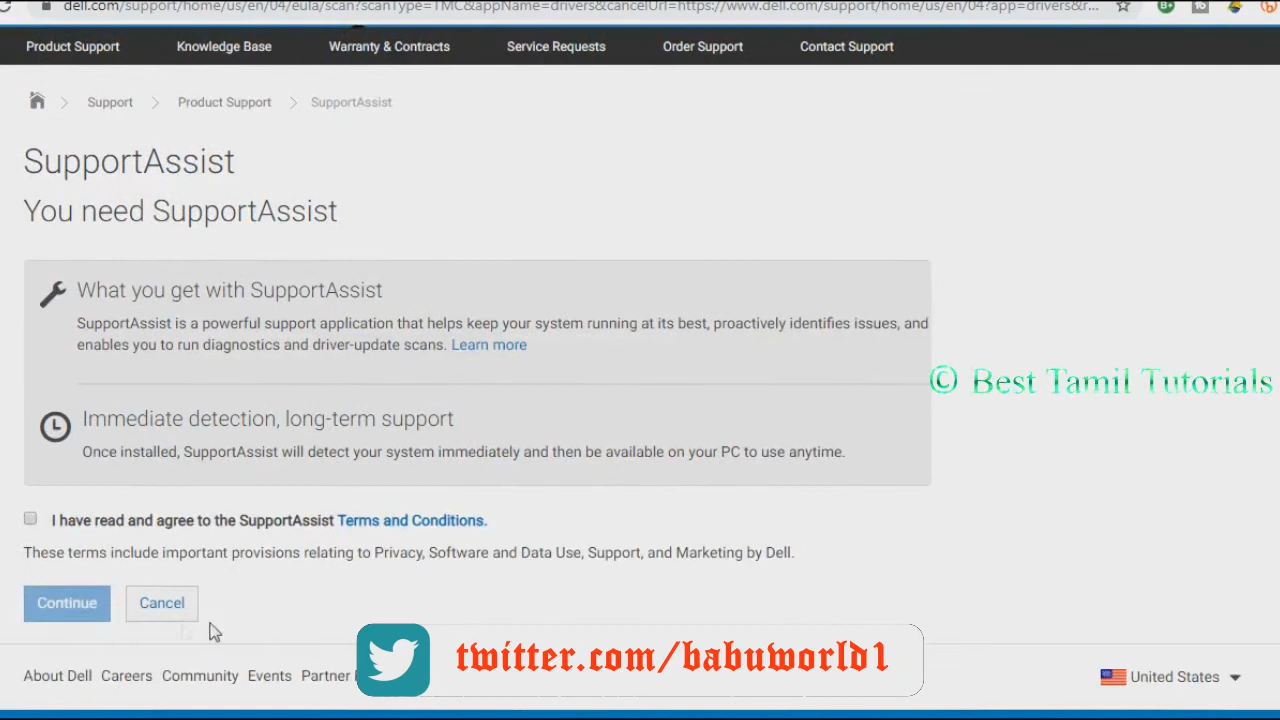 dell.com/support/home/us/en/04/eula/scan?scanType=TMC&appName=drivers&cancelUrl=https://www.dell.com/support/home/us/en/04?app=drivers&r...
Product Support Knowledge Base Warranty & Contracts Service Requests Order Support Contact Support
Support Product Support SupportAssist
SupportAssist
You need SupportAssist
What you get with SupportAssist
SupportAssist is a powerful support application that helps keep your system running at its best, proactively identifies issues, and
enables you to run diagnostics and driver-update scans. Learn more
© Best Tamil Tutorials
Immediate detection, long-term support
Once installed, SupportAssist will detect your system immediately and then be available on your PC to use anytime.
I have read and agree to the SupportAssist Terms and Conditions.
These terms include important provisions relating to Privacy, Software and Data Use, Support, and Marketing by Dell.
Continue Cancel
twitter.com/babuworld1
About Dell Careers Community Events Partner United States